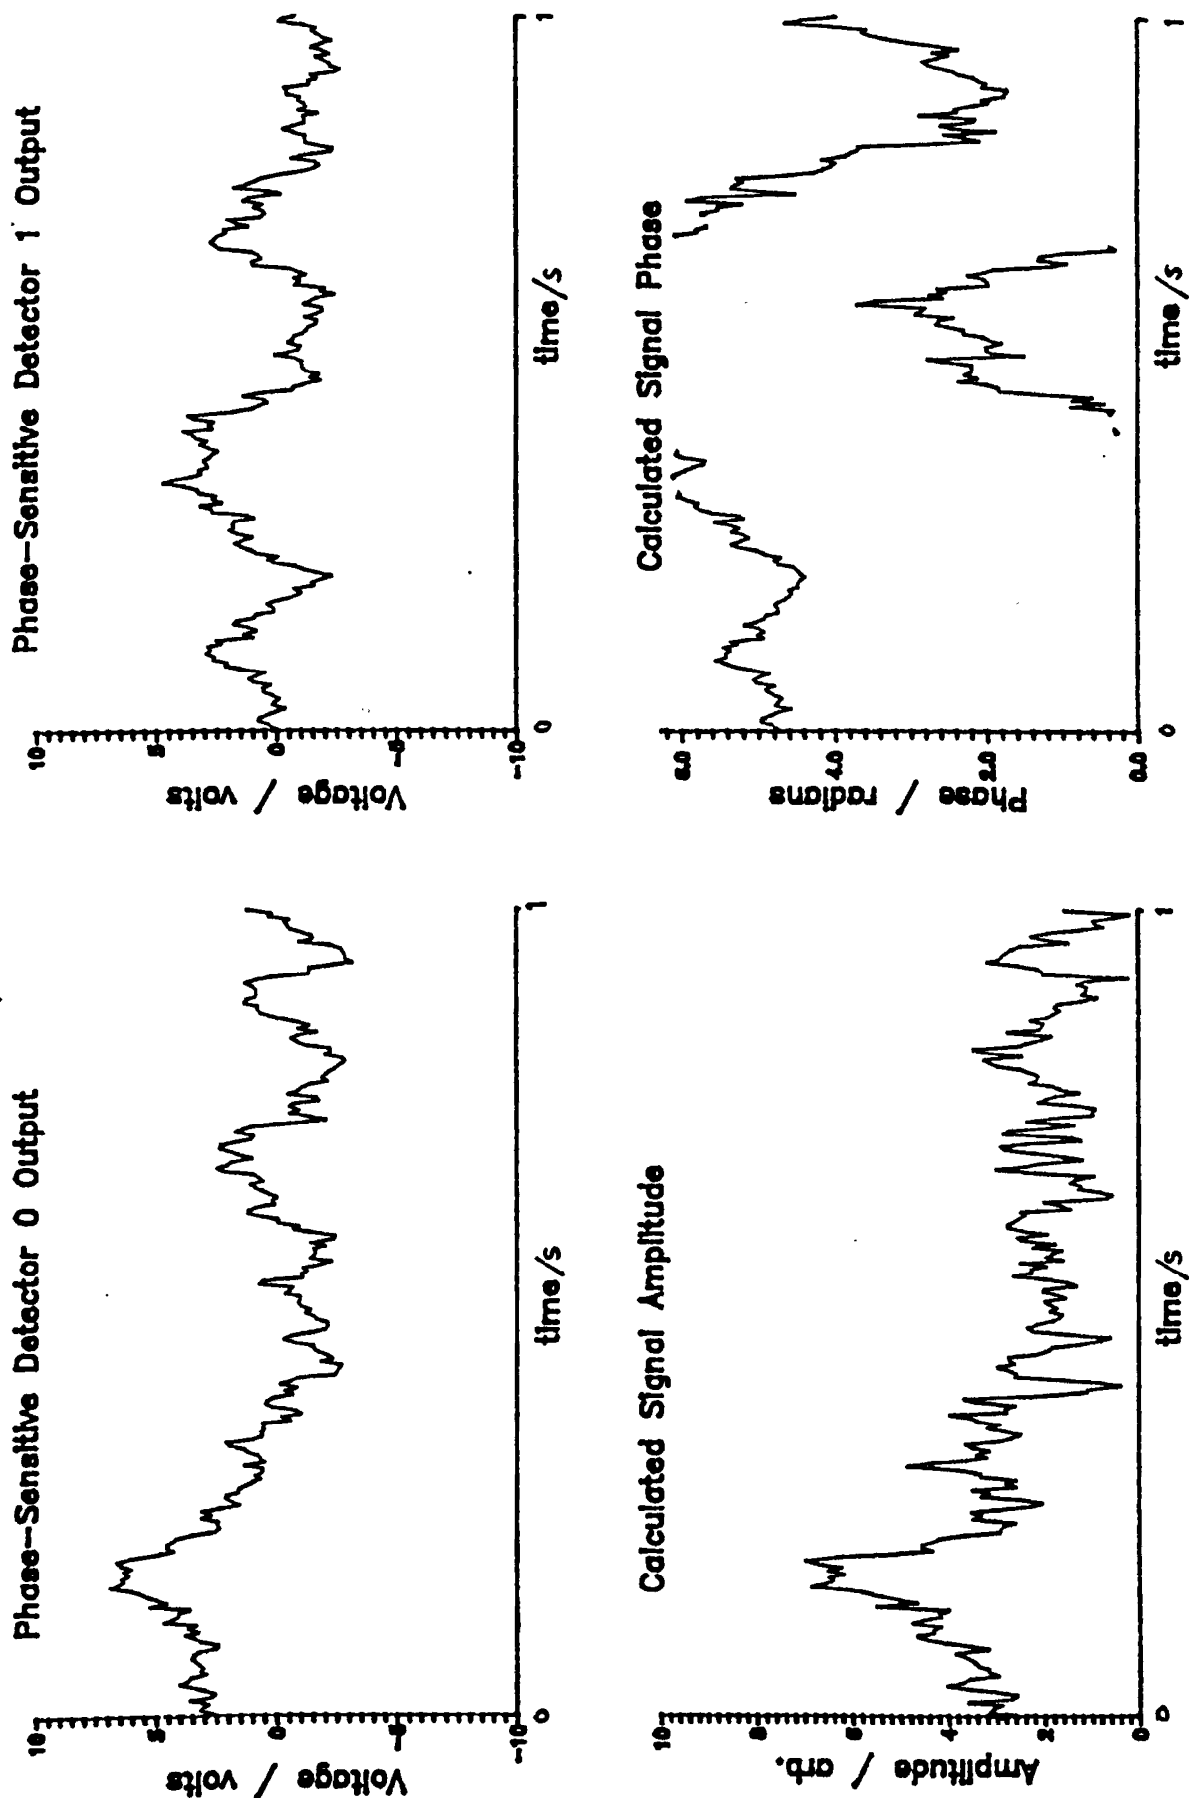 Phase-Sensitive Detector 0 Output
Voltage / volts
10
5
0
-5
-10
0
1
time/s
Phase-Sensitive Detector 1 Output
Voltage / volts
10
5
0
-5
-10
0
1
time/s
Calculated Signal Amplitude
Amplitude / arb.
10
8
6
4
2
0
0
1
time/s
Calculated Signal Phase
Phase / radians
6.0
4.0
2.0
0.0
0
1
time/s